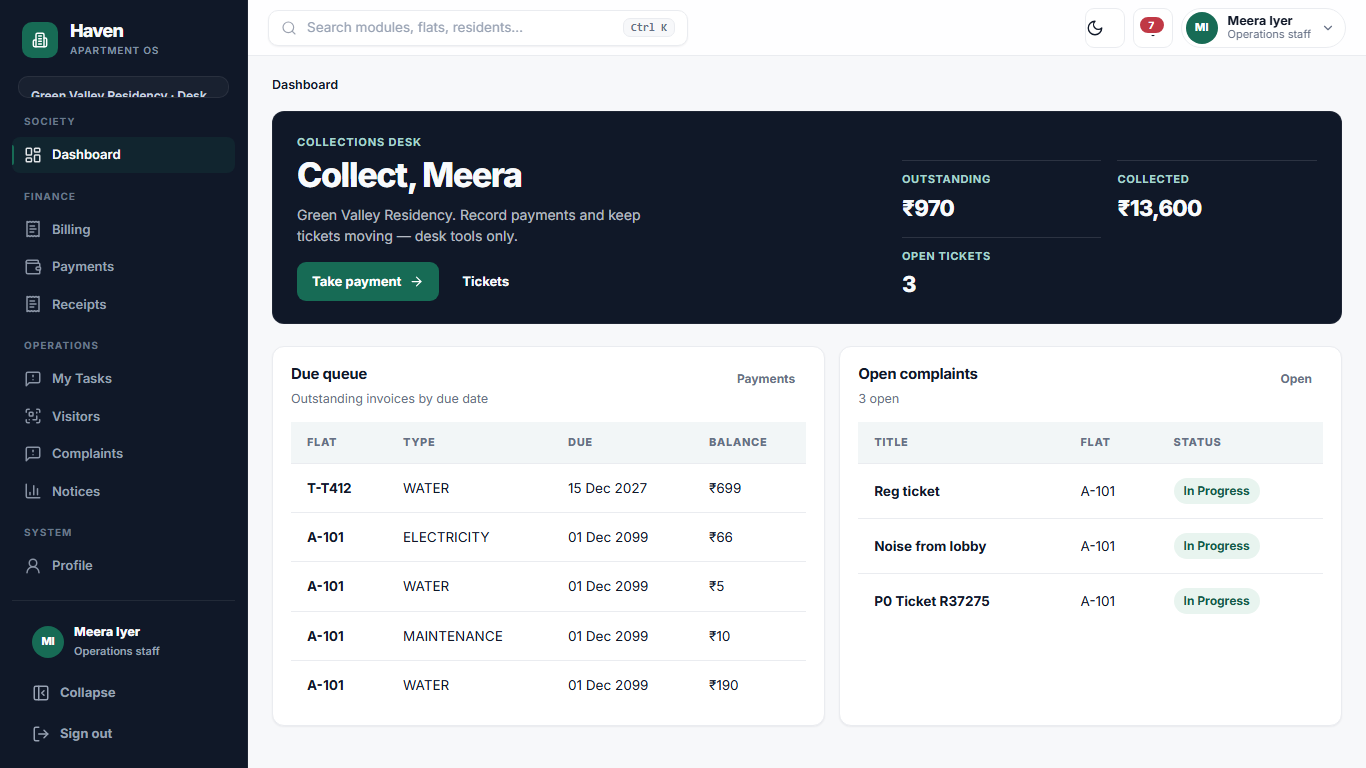 Haven
APARTMENT OS
Green Valley Residency · Desk
SOCIETY
Dashboard
FINANCE
Billing
Payments
Receipts
OPERATIONS
My Tasks
Visitors
Complaints
Notices
SYSTEM
Profile
MI Meera Iyer
Operations staff
Collapse
Sign out
Search modules, flats, residents... Ctrl K
7
MI Meera Iyer
Operations staff
Dashboard
COLLECTIONS DESK
Collect, Meera
Green Valley Residency. Record payments and keep
tickets moving — desk tools only.
Take payment → Tickets
OUTSTANDING COLLECTED
₹970 ₹13,600
OPEN TICKETS
3
Due queue
Outstanding invoices by due date
Payments
FLAT TYPE DUE BALANCE
T-T412 WATER 15 Dec 2027 ₹699
A-101 ELECTRICITY 01 Dec 2099 ₹66
A-101 WATER 01 Dec 2099 ₹5
A-101 MAINTENANCE 01 Dec 2099 ₹10
A-101 WATER 01 Dec 2099 ₹190
Open complaints
3 open
Open
TITLE FLAT STATUS
Reg ticket A-101 In Progress
Noise from lobby A-101 In Progress
P0 Ticket R37275 A-101 In Progress